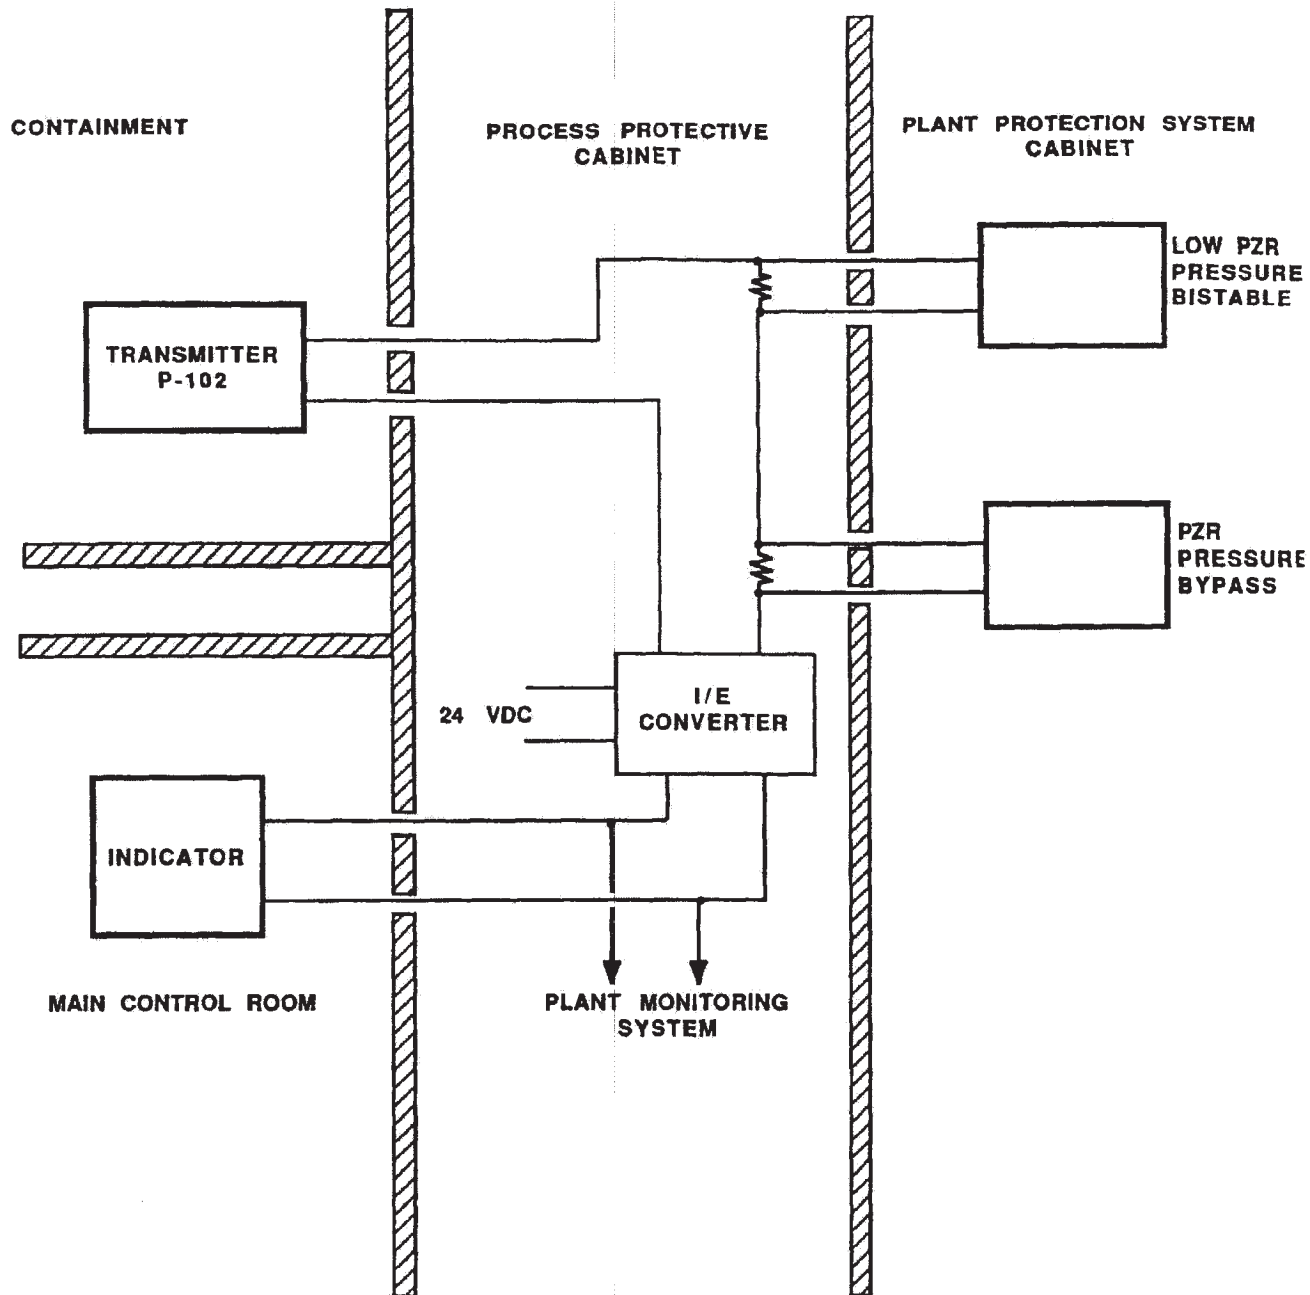 CONTAINMENT
PROCESS PROTECTIVE
CABINET
PLANT PROTECTION SYSTEM
CABINET
LOW PZR
PRESSURE
BISTABLE
TRANSMITTER
P-102
PZR
PRESSURE
BYPASS
24 VDC
I/E
CONVERTER
INDICATOR
MAIN CONTROL ROOM
PLANT MONITORING
SYSTEM